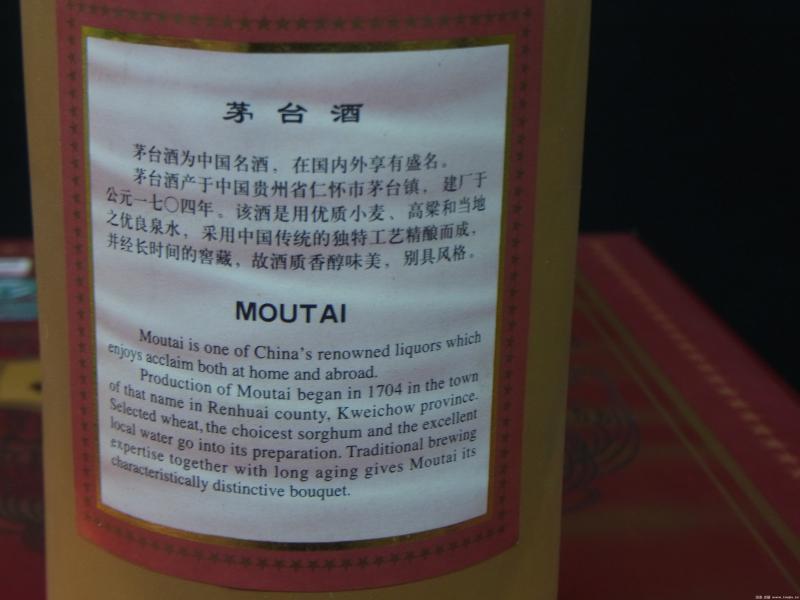 茅台酒
茅台酒为中国名酒，在国内外享有盛名。
茅台酒产于中国贵州省仁怀市茅台镇，建厂于
公元一七〇四年。该酒是用优质小麦、高粱和当地
之优良泉水，采用中国传统的独特工艺精酿而成，
并经长时间的窖藏，故酒质香醇味美，别具风格。
MOUTAI
Moutai is one of China's renowned liquors which
enjoys acclaim both at home and abroad.
Production of Moutai began in 1704 in the town
of that name in Renhuai county, Kweichow province.
Selected wheat, the choicest sorghum and the excellent
local water go into its preparation. Traditional brewing
expertise together with long aging gives Moutai its
characteristically distinctive bouquet.